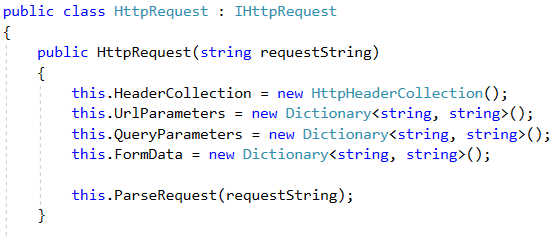 public class HttpRequest : IHttpRequest
{
    public HttpRequest(string requestString)
    {
        this.HeaderCollection = new HttpHeaderCollection();
        this.UrlParameters = new Dictionary<string, string>();
        this.QueryParameters = new Dictionary<string, string>();
        this.FormData = new Dictionary<string, string>();

        this.ParseRequest(requestString);
    }